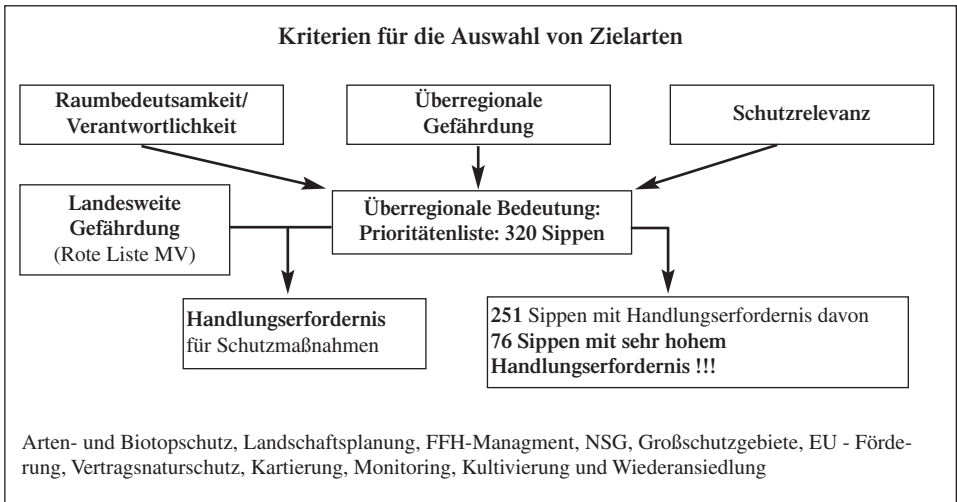 Kriterien für die Auswahl von Zielarten
Raumbedeutsamkeit/
Verantwortlichkeit
Überregionale
Gefährdung
Schutzrelevanz
Landesweite
Gefährdung
(Rote Liste MV)
Überregionale Bedeutung:
Prioritätenliste: 320 Sippen
Handlungserfordernis
für Schutzmaßnahmen
251 Sippen mit Handlungserfordernis davon
76 Sippen mit sehr hohem
Handlungserfordernis !!!
Arten- und Biotopschutz, Landschaftsplanung, FFH-Managment, NSG, Großschutzgebiete, EU - Förde-
rung, Vertragsnaturschutz, Kartierung, Monitoring, Kultivierung und Wiederansiedlung